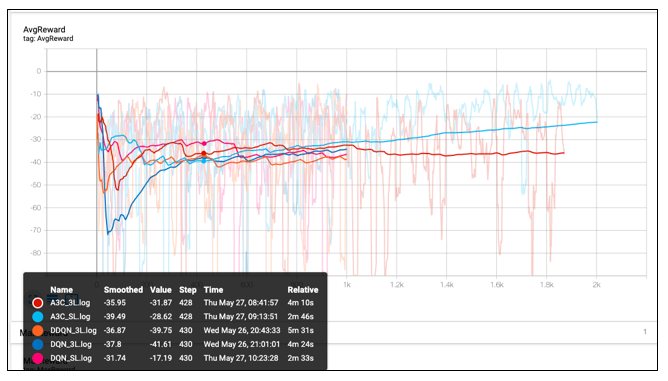 AvgReward
tag: AvgReward
0
-10
-20
-30
-40
-50
-60
-70
-80
1k 1.2k 1.4k 1.6k 1.8k 2k
Name Smoothed Value Step Time Relative
A3C_3L.log -35.95 -31.87 428 Thu May 27, 08:41:57 4m 10s
A3C_SL.log -39.49 -28.62 428 Thu May 27, 09:13:51 2m 46s
DDQN_3L.log -36.87 -39.75 430 Wed May 26, 20:43:33 5m 31s
DQN_3L.log -37.8 -41.61 430 Wed May 26, 21:01:01 4m 24s
DQN_SL.log -31.74 -17.19 430 Thu May 27, 10:23:28 2m 33s
1